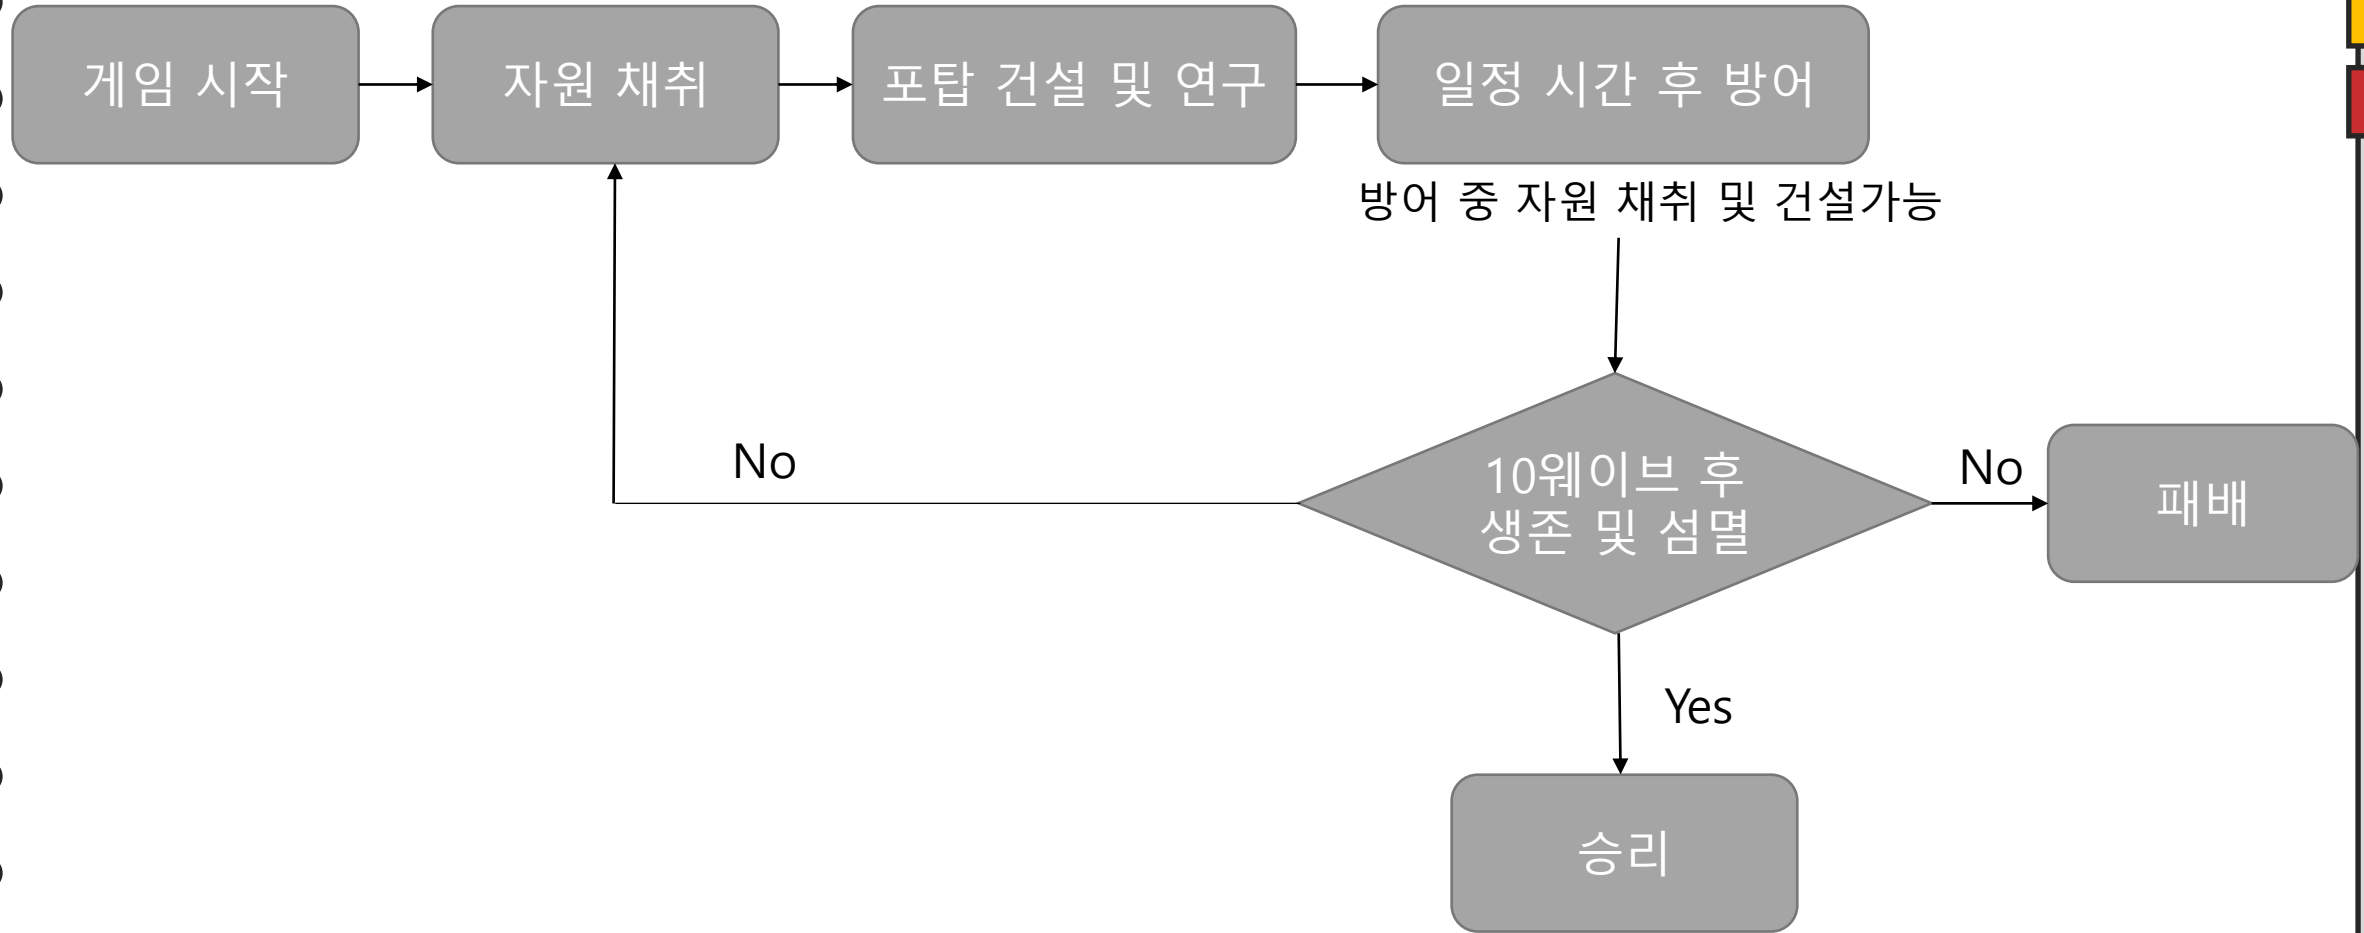 게임 시작
자원 채취
포탑 건설 및 연구
일정 시간 후 방어
방어 중 자원 채취 및 건설가능
No
10웨이브 후
생존 및 섬멸
No
패배
Yes
승리